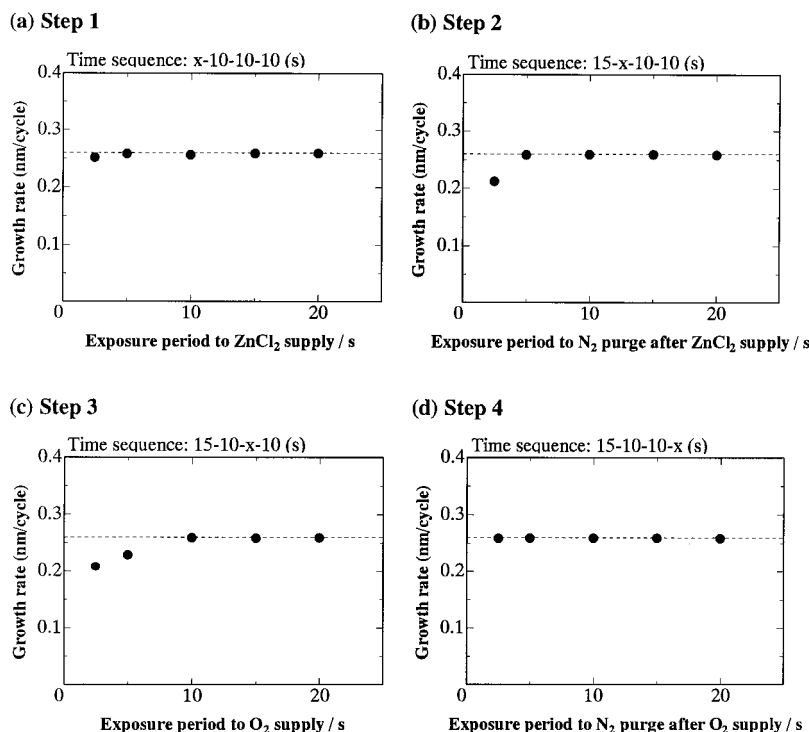 (a) Step 1
Time sequence: x-10-10-10 (s)
0.4
0.3
0.2
0.1
0
10
20
Growth rate (nm/cycle)
Exposure period to ZnCl2 supply / s
(b) Step 2
Time sequence: 15-x-10-10 (s)
0.4
0.3
0.2
0.1
0
10
20
Growth rate (nm/cycle)
Exposure period to N2 purge after ZnCl2 supply / s
(c) Step 3
Time sequence: 15-10-x-10 (s)
0.4
0.3
0.2
0.1
0
10
20
Growth rate (nm/cycle)
Exposure period to O2 supply / s
(d) Step 4
Time sequence: 15-10-10-x (s)
0.4
0.3
0.2
0.1
0
10
20
Growth rate (nm/cycle)
Exposure period to N2 purge after O2 supply / s